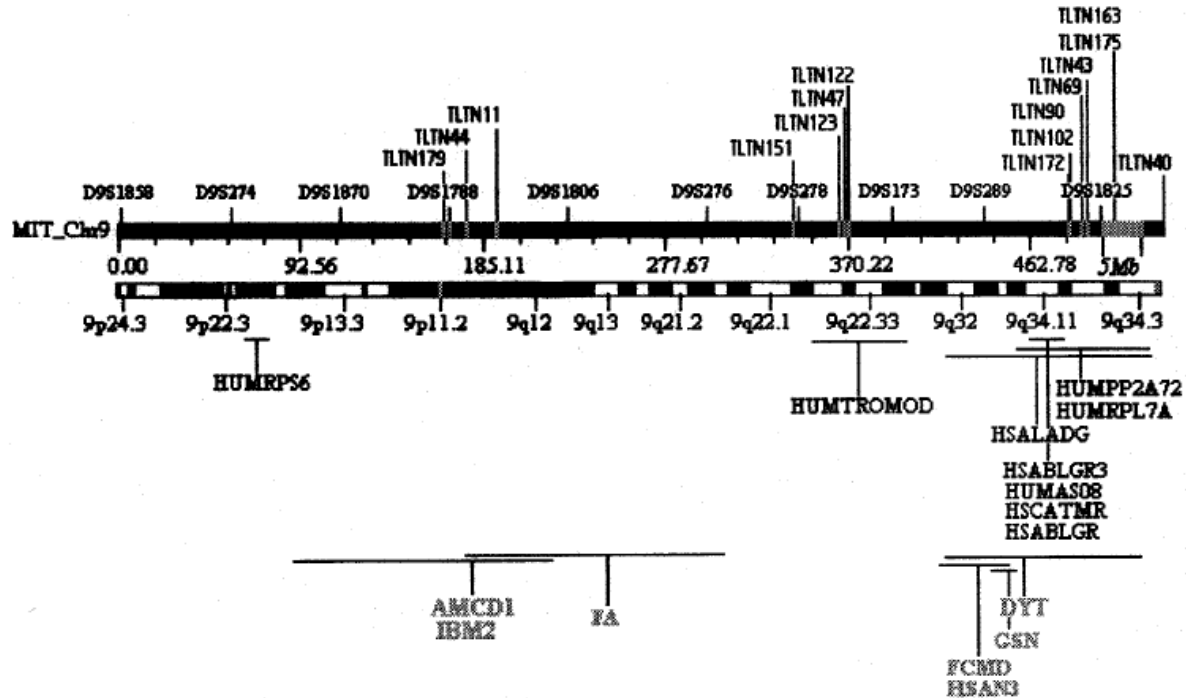 TLTN163
TLTN175
TLTN122
TLTN43
TLTN47
TLTN69
TLTN11
TLTN90
TLTN123
TLTN44
TLTN102
TLTN151
TLTN179
TLTN172
TLTN40
D9S1858 D9S274 D9S1870 D9S1788 D9S1806 D9S276 D9S278 D9S173 D9S289 D9S1825
MIT_Chr9
0.00 92.56 185.11 277.67 370.22 462.78 5Mb
9p24.3 9p22.3 9p13.3 9p11.2 9q12 9q13 9q21.2 9q22.1 9q22.33 9q32 9q34.11 9q34.3
HUMRPS6
HUMPP2A72
HUMTROMOD
HUMRPL7A
HSALADG
HSABLGR3
HUMAS08
HSCATMR
HSABLGR
AMCD1
IBM2
FA
DYT
GSN
FCMD
HSAN3